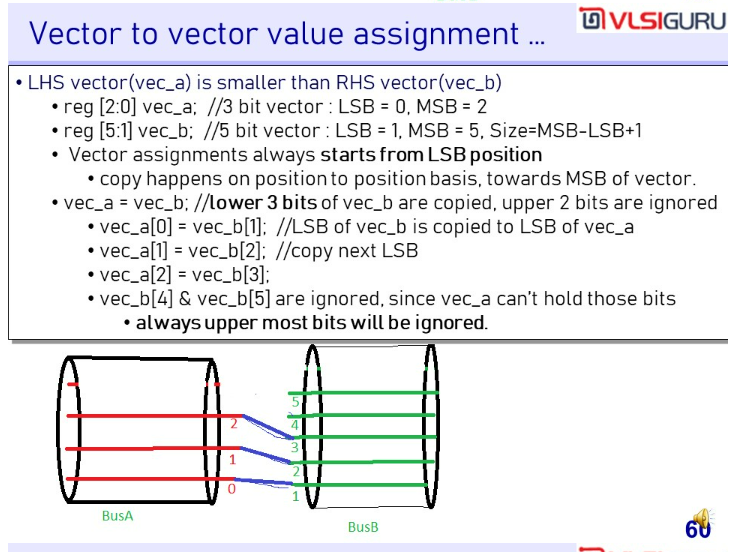 Vector to vector value assignment ...
VLSIGURU
• LHS vector(vec_a) is smaller than RHS vector(vec_b)
• reg [2:0] vec_a; //3 bit vector : LSB = 0, MSB = 2
• reg [5:1] vec_b; //5 bit vector : LSB = 1, MSB = 5, Size=MSB-LSB+1
• Vector assignments always starts from LSB position
• copy happens on position to position basis, towards MSB of vector.
• vec_a = vec_b; //lower 3 bits of vec_b are copied, upper 2 bits are ignored
• vec_a[0] = vec_b[1]; //LSB of vec_b is copied to LSB of vec_a
• vec_a[1] = vec_b[2]; //copy next LSB
• vec_a[2] = vec_b[3];
• vec_b[4] & vec_b[5] are ignored, since vec_a can't hold those bits
• always upper most bits will be ignored.
5
2
4
3
1
2
0
1
BusA
BusB
60